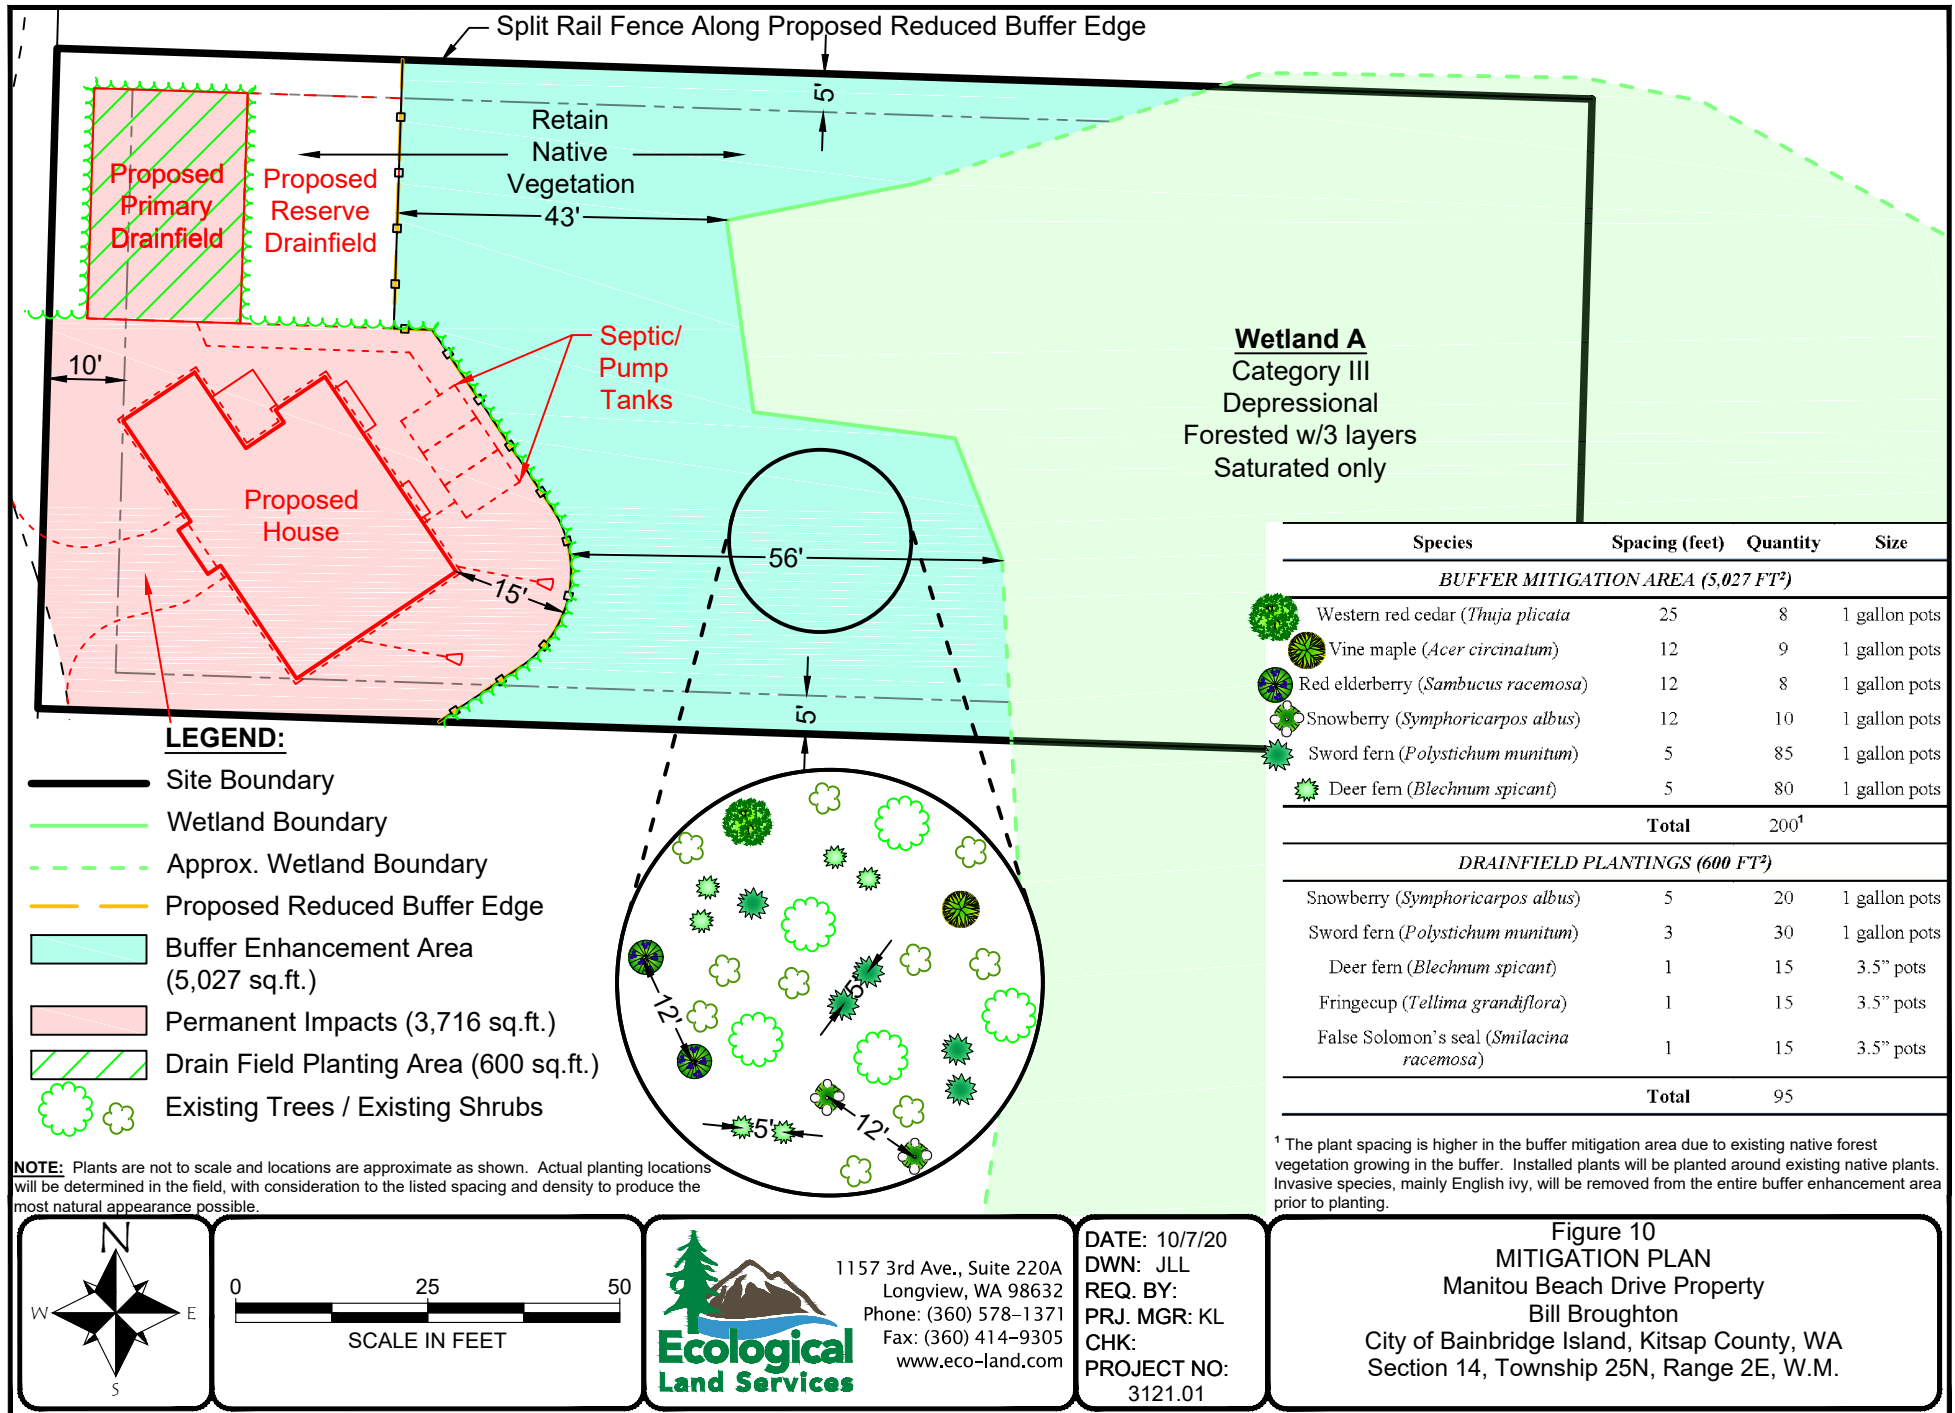 Split Rail Fence Along Proposed Reduced Buffer Edge
5'
Retain
Native
Vegetation
43'
Proposed
Primary
Drainfield
Proposed
Reserve
Drainfield
Septic/
Pump
Tanks
10'
Proposed
House
15'
56'
5'
Wetland A
Category III
Depressional
Forested w/3 layers
Saturated only
Species Spacing (feet) Quantity Size
BUFFER MITIGATION AREA (5,027 FT²)
Western red cedar (Thuja plicata 25 8 1 gallon pots
Vine maple (Acer circinatum) 12 9 1 gallon pots
Red elderberry (Sambucus racemosa) 12 8 1 gallon pots
Snowberry (Symphoricarpos albus) 12 10 1 gallon pots
Sword fern (Polystichum munitum) 5 85 1 gallon pots
Deer fern (Blechnum spicant) 5 80 1 gallon pots
Total 200¹
DRAINFIELD PLANTINGS (600 FT²)
Snowberry (Symphoricarpos albus) 5 20 1 gallon pots
Sword fern (Polystichum munitum) 3 30 1 gallon pots
Deer fern (Blechnum spicant) 1 15 3.5" pots
Fringecup (Tellima grandiflora) 1 15 3.5" pots
False Solomon's seal (Smilacina
racemosa) 1 15 3.5" pots
Total 95
¹ The plant spacing is higher in the buffer mitigation area due to existing native forest
vegetation growing in the buffer. Installed plants will be planted around existing native plants.
Invasive species, mainly English ivy, will be removed from the entire buffer enhancement area
prior to planting.
LEGEND:
Site Boundary
Wetland Boundary
Approx. Wetland Boundary
Proposed Reduced Buffer Edge
Buffer Enhancement Area
(5,027 sq.ft.)
Permanent Impacts (3,716 sq.ft.)
Drain Field Planting Area (600 sq.ft.)
Existing Trees / Existing Shrubs
12'
5'
5'
12'
NOTE: Plants are not to scale and locations are approximate as shown. Actual planting locations
will be determined in the field, with consideration to the listed spacing and density to produce the
most natural appearance possible.
N
W E
S
0 25 50
SCALE IN FEET
Ecological
Land Services
1157 3rd Ave., Suite 220A
Longview, WA 98632
Phone: (360) 578-1371
Fax: (360) 414-9305
www.eco-land.com
DATE: 10/7/20
DWN: JLL
REQ. BY:
PRJ. MGR: KL
CHK:
PROJECT NO:
3121.01
Figure 10
MITIGATION PLAN
Manitou Beach Drive Property
Bill Broughton
City of Bainbridge Island, Kitsap County, WA
Section 14, Township 25N, Range 2E, W.M.